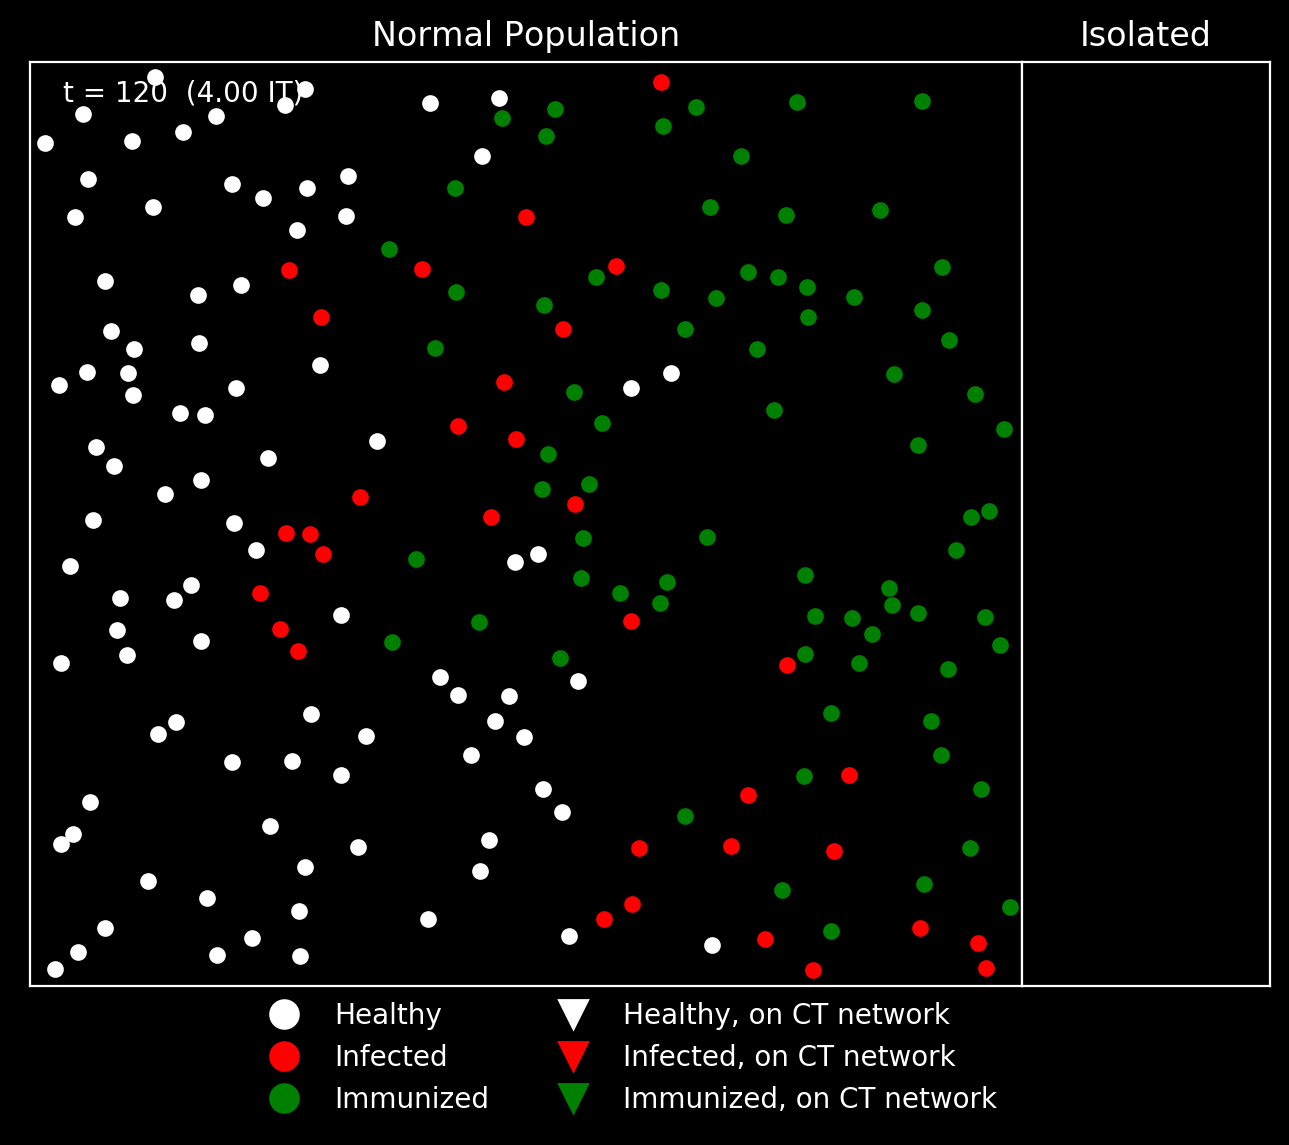 Normal Population
Isolated
t = 120  (4.00 IT)
Healthy
Infected
Immunized
Healthy, on CT network
Infected, on CT network
Immunized, on CT network